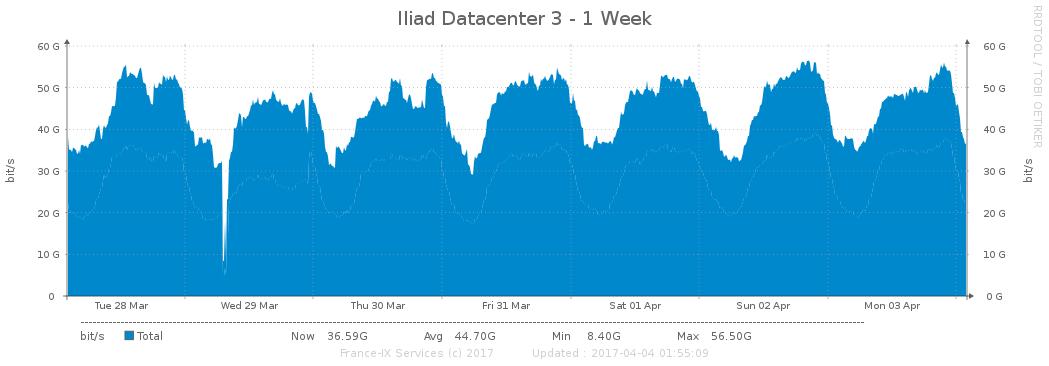 Iliad Datacenter 3 - 1 Week
RRDTOOL / TOBI OETIKER
60 G 60 G
50 G 50 G
40 G 40 G
30 G 30 G
20 G 20 G
10 G 10 G
0 0 G
bit/s bit/s
Tue 28 Mar Wed 29 Mar Thu 30 Mar Fri 31 Mar Sat 01 Apr Sun 02 Apr Mon 03 Apr
bit/s Total Now 36.59G Avg 44.70G Min 8.40G Max 56.50G
France-IX Services (c) 2017 Updated : 2017-04-04 01:55:09